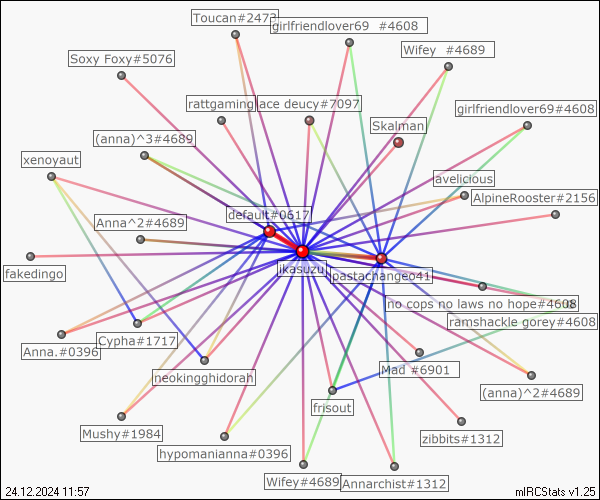 Toucan#2473
girlfriendlover69 #4608
Wifey #4689
Soxy Foxy#5076
rattgaming
ace deucy#7097
girlfriendlover69#4608
Skalman
(anna)^3#4689
xenoyaut
avelicious
AlpineRooster#2156
default#0617
Anna^2#4689
ikasuzu
pastachangeo41
fakedingo
no cops no laws no hope#4608
ramshackle gorey#4608
Cypha#1717
Anna.#0396
Mad #6901
neokingghidorah
(anna)^2#4689
frisout
Mushy#1984
zibbits#1312
hypomanianna#0396
Wifey#4689
Annarchist#1312
24.12.2024 11:57
mIRCStats v1.25